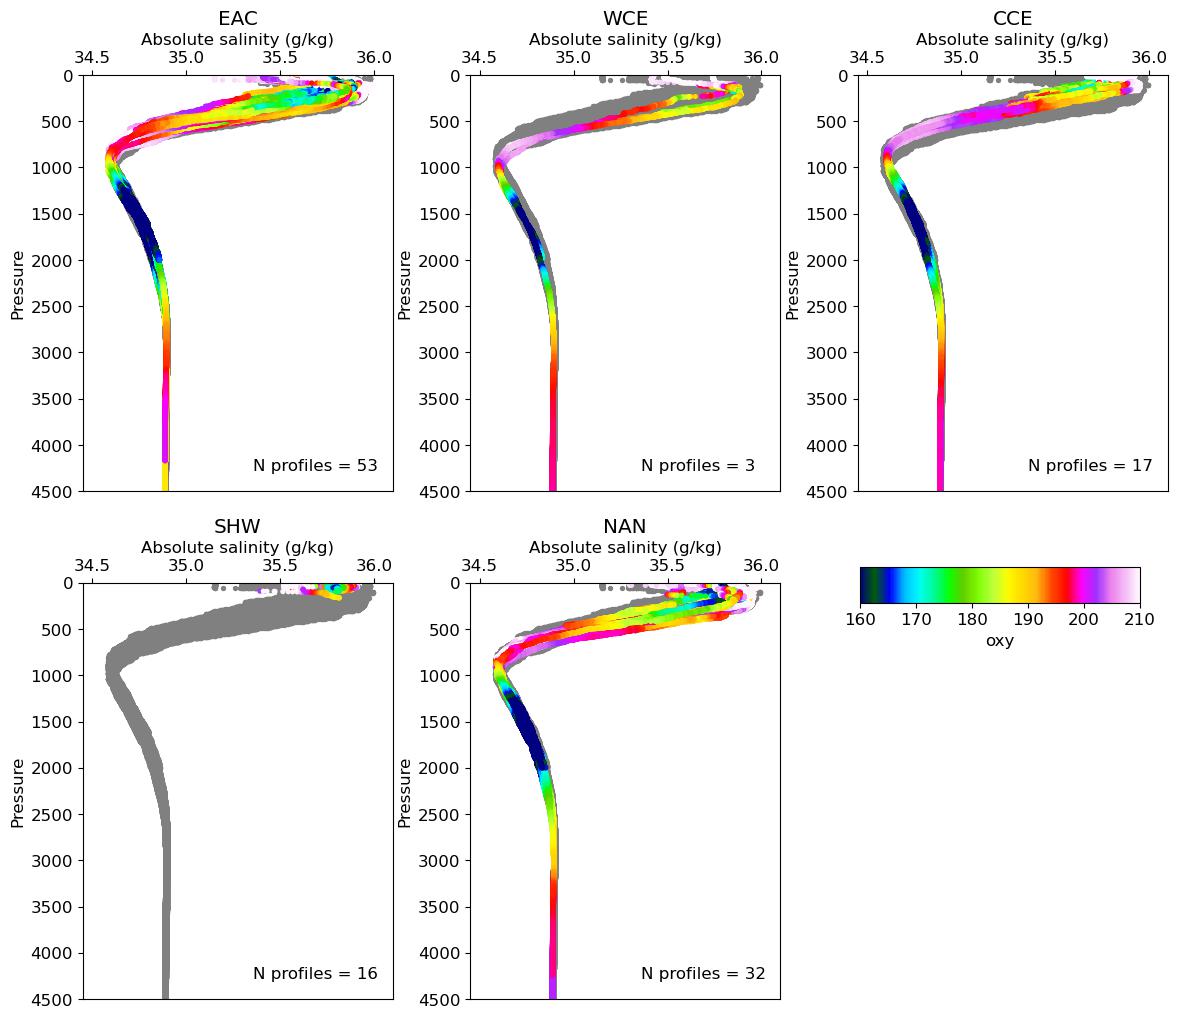 EAC
Absolute salinity (g/kg)
34.5 35.0 35.5 36.0
0
500
1000
1500
2000
2500
3000
3500
4000
4500
Pressure
N profiles = 53
WCE
Absolute salinity (g/kg)
34.5 35.0 35.5 36.0
0
500
1000
1500
2000
2500
3000
3500
4000
4500
Pressure
N profiles = 3
CCE
Absolute salinity (g/kg)
34.5 35.0 35.5 36.0
0
500
1000
1500
2000
2500
3000
3500
4000
4500
Pressure
N profiles = 17
SHW
Absolute salinity (g/kg)
34.5 35.0 35.5 36.0
0
500
1000
1500
2000
2500
3000
3500
4000
4500
Pressure
N profiles = 16
NAN
Absolute salinity (g/kg)
34.5 35.0 35.5 36.0
0
500
1000
1500
2000
2500
3000
3500
4000
4500
Pressure
N profiles = 32
160 170 180 190 200 210
oxy